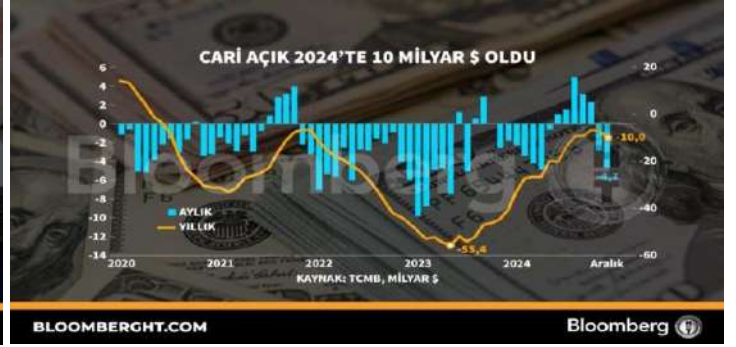 CARİ AÇIK 2024'TE 10 MİLYAR $ OLDU
6
4
2
0
-2
-4
-6
-8
-10
-12
-14
20
0
-20
-40
-60
-10,0
-55,4
AYLIK
YILLIK
Bloomberg
2020 2021 2022 2023 2024 Aralık
KAYNAK: TCMB, MİLYAR $
BLOOMBERGHT.COM
Bloomberg